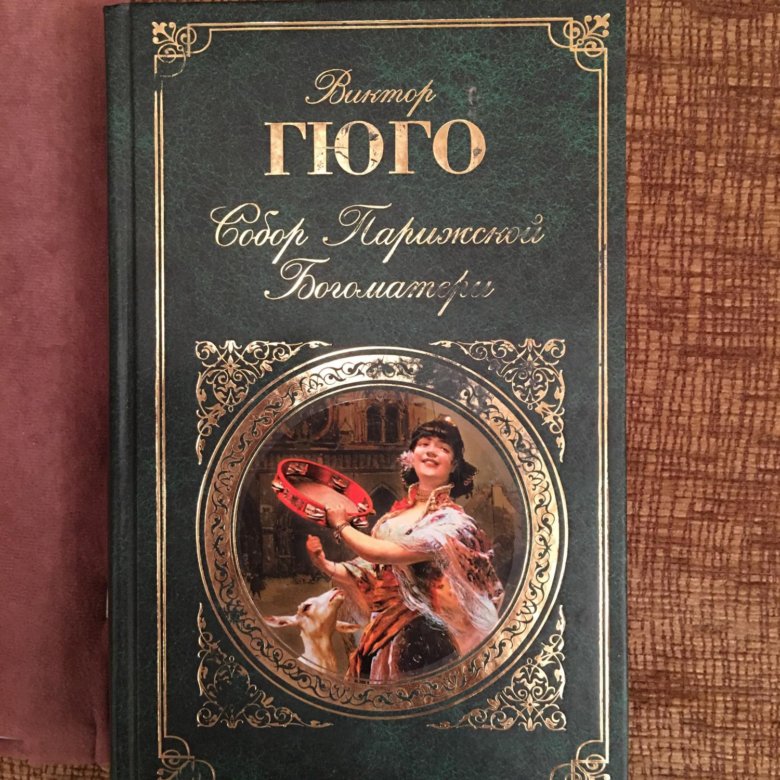 Виктор
ГЮГО
Собор Парижской
Богоматери